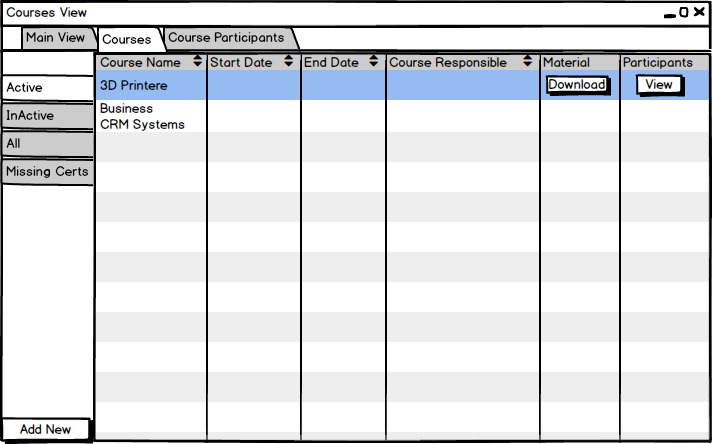 Courses View
Main View
Courses
Course Participants
Course Name
Start Date
End Date
Course Responsible
Material
Participants
Active
InActive
All
Missing Certs
3D Printere
Download
View
Business
CRM Systems
Add New